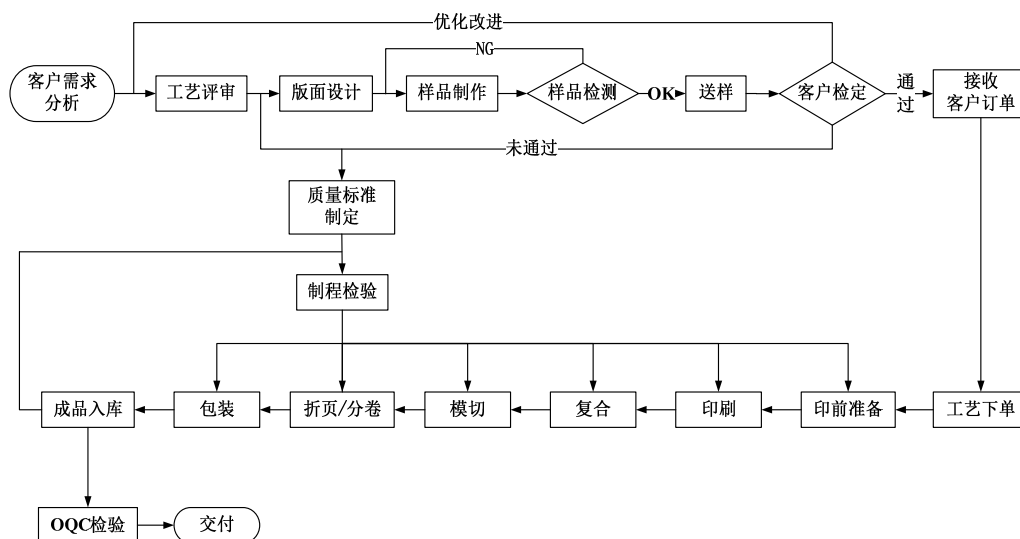 优化改进
NG
客户需求
分析
工艺评审
版面设计
样品制作
样品检测
OK
送样
客户检定
通
过
接收
客户订单
未通过
质量标准
制定
制程检验
成品入库
包装
折页/分卷
模切
复合
印刷
印前准备
工艺下单
OQC检验
交付